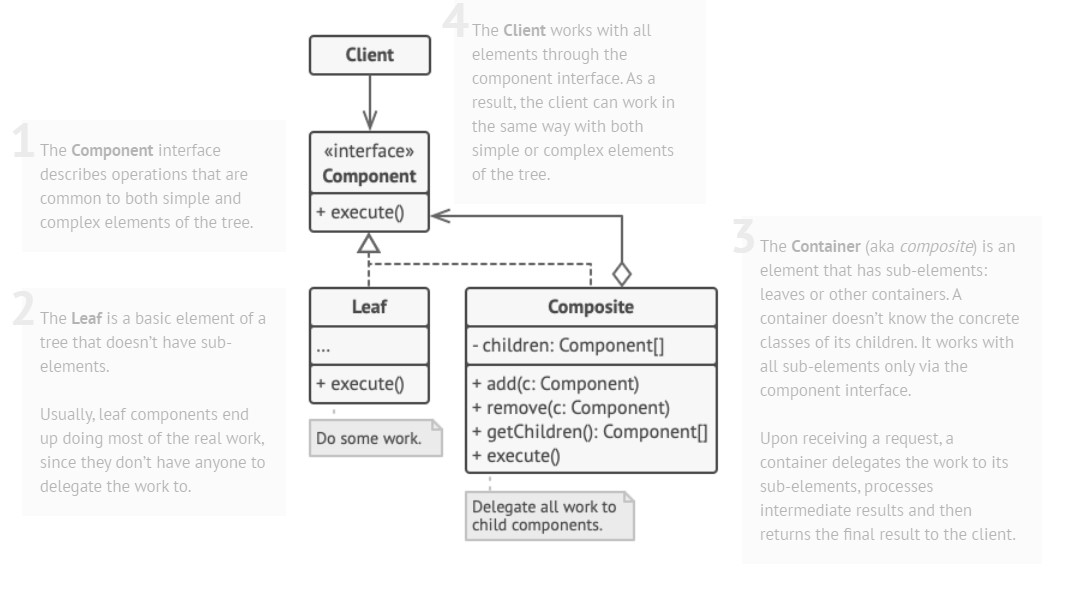 Client
«interface»
Component
+ execute()
Leaf
...
+ execute()
Do some work.
Composite
- children: Component[]
+ add(c: Component)
+ remove(c: Component)
+ getChildren(): Component[]
+ execute()
Delegate all work to
child components.
1
The Component interface
describes operations that are
common to both simple and
complex elements of the tree.
2
The Leaf is a basic element of a
tree that doesn’t have sub-
elements.
Usually, leaf components end
up doing most of the real work,
since they don’t have anyone to
delegate the work to.
3
The Container (aka composite) is an
element that has sub-elements:
leaves or other containers. A
container doesn’t know the concrete
classes of its children. It works with
all sub-elements only via the
component interface.
Upon receiving a request, a
container delegates the work to its
sub-elements, processes
intermediate results and then
returns the final result to the client.
4
The Client works with all
elements through the
component interface. As a
result, the client can work in
the same way with both
simple or complex elements
of the tree.